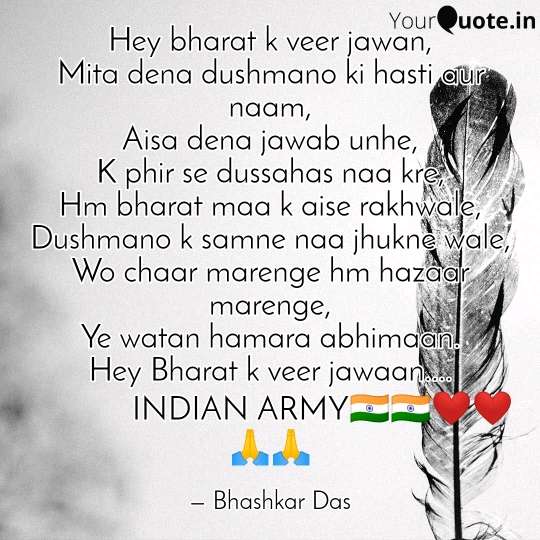 YourQuote.in
Hey bharat k veer jawan,
Mita dena dushmano ki hasti aur
naam,
Aisa dena jawab unhe,
K phir se dussahas naa kre,
Hm bharat maa k aise rakhwale,
Dushmano k samne naa jhukne wale,
Wo chaar marenge hm hazaar
marenge,
Ye watan hamara abhimaan.
Hey Bharat k veer jawaan....
INDIAN ARMY🇮🇳🇮🇳❤️❤️
🙏🙏
– Bhashkar Das